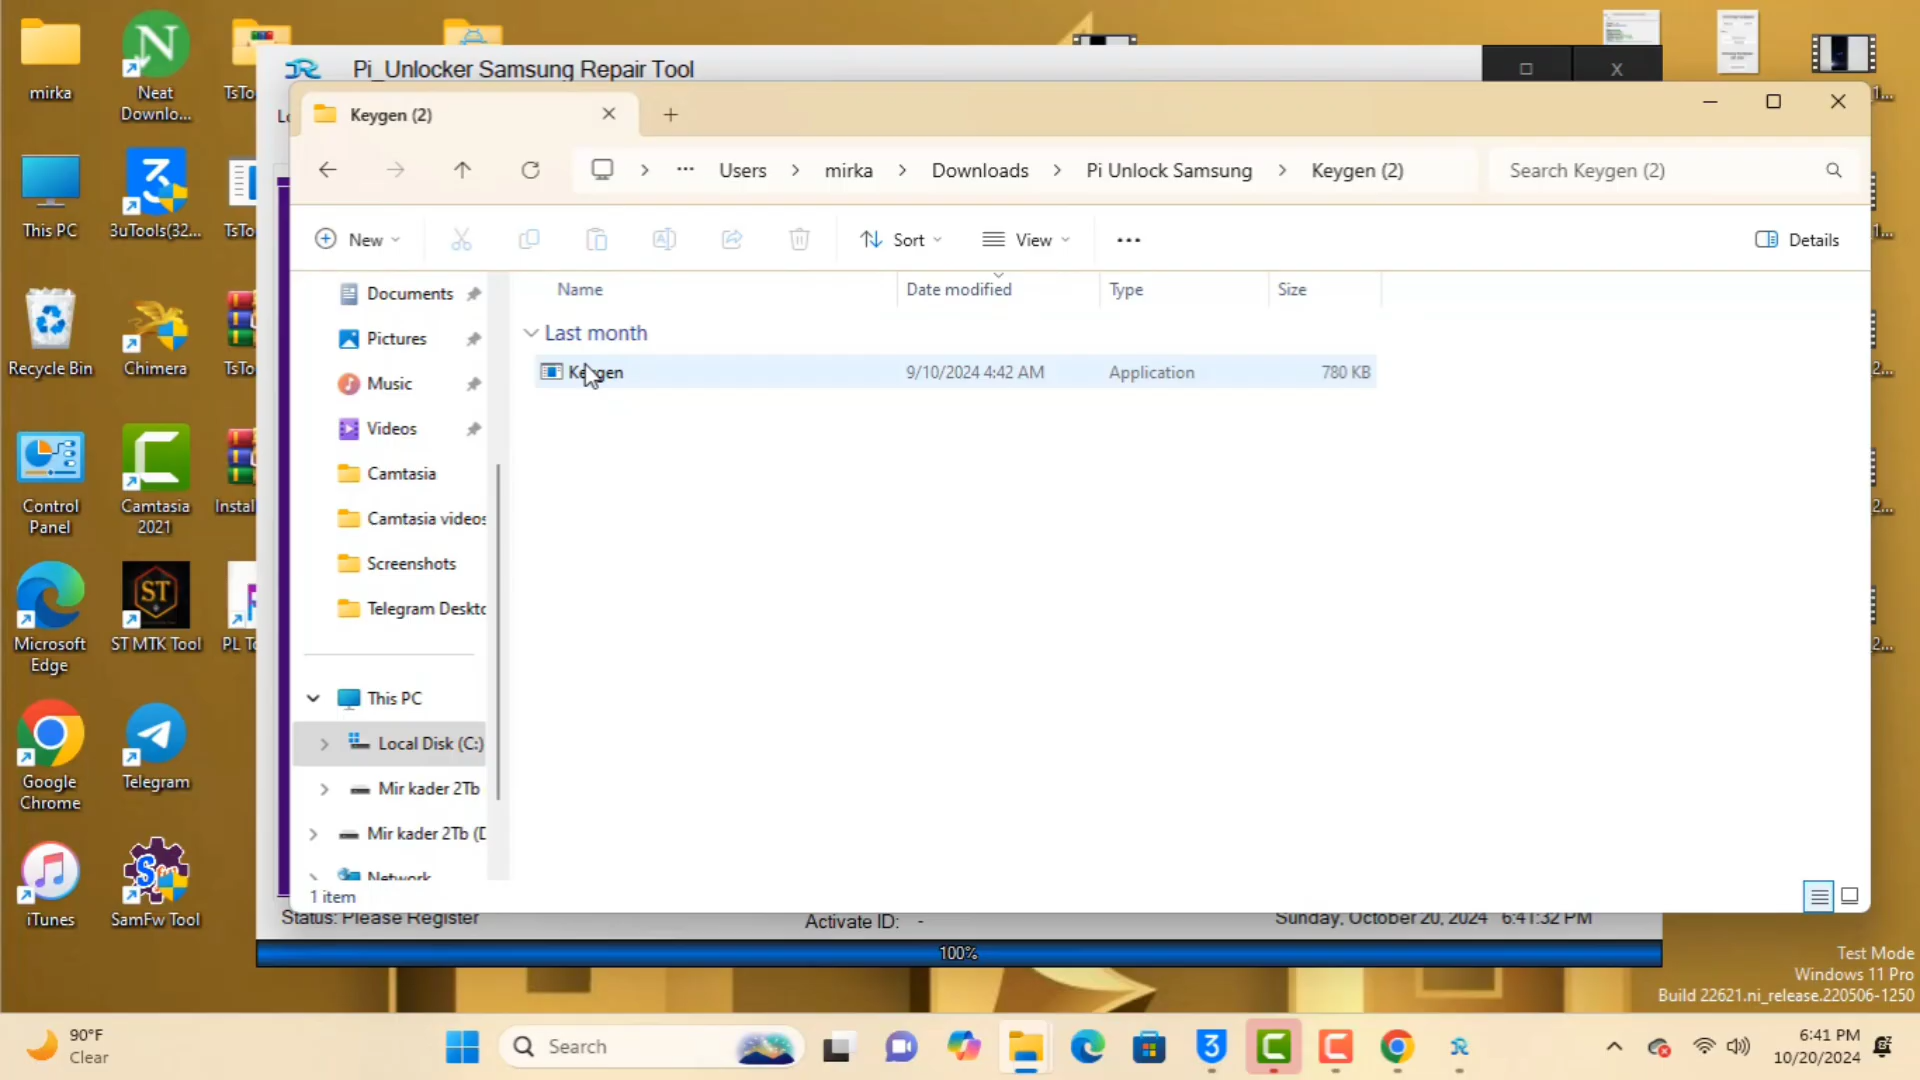 mirka
Neat
Downlo...
TsTo
This PC
3uTools(32...
TsTo
Recycle Bin
Chimera
TsTo
Control
Panel
Camtasia
2021
Instal
Microsoft
Edge
ST
ST MTK Tool
PL T
Google
Chrome
Telegram
iTunes
SamFw Tool
Pi_Unlocker Samsung Repair Tool
X
Keygen (2)
Users
mirka
Downloads
Pi Unlock Samsung
Keygen (2)
Search Keygen (2)
New
Sort
View
Details
Documents
Pictures
Music
Videos
Camtasia
Camtasia videos
Screenshots
Telegram Deskto
This PC
Local Disk (C:)
Mir kader 2Tb
Mir kader 2Tb (D
Network
Name
Date modified
Type
Size
Last month
Keygen
9/10/2024 4:42 AM
Application
780 KB
1 item
Status: Please Register
Activate ID: -
Sunday, October 20, 2024 6:41:32 PM
100%
Test Mode
Windows 11 Pro
Build 22621.ni_release.220506-1250
90°F
Clear
Search
6:41 PM
10/20/2024